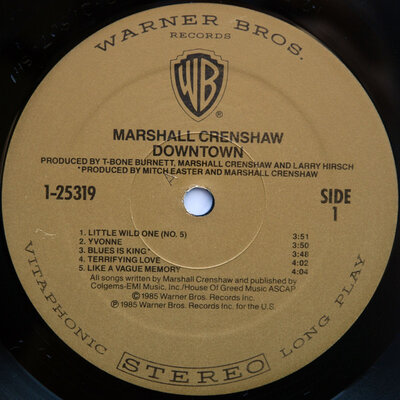 WARNER BROS.
RECORDS
WB
®
MARSHALL CRENSHAW
DOWNTOWN
PRODUCED BY T-BONE BURNETT, MARSHALL CRENSHAW AND LARRY HIRSCH
*PRODUCED BY MITCH EASTER AND MARSHALL CRENSHAW
1-25319
SIDE
1
1. LITTLE WILD ONE (NO. 5) 3:51
2. YVONNE 3:50
3. BLUES IS KING* 3:48
4. TERRIFYING LOVE 4:02
5. LIKE A VAGUE MEMORY 4:04
All songs written by Marshall Crenshaw and published by
Colgems-EMI Music, Inc./House Of Greed Music ASCAP
©1985 Warner Bros. Records Inc.
℗1985 Warner Bros. Records Inc. for the U.S.
VITAPHONIC STEREO LONG PLAY